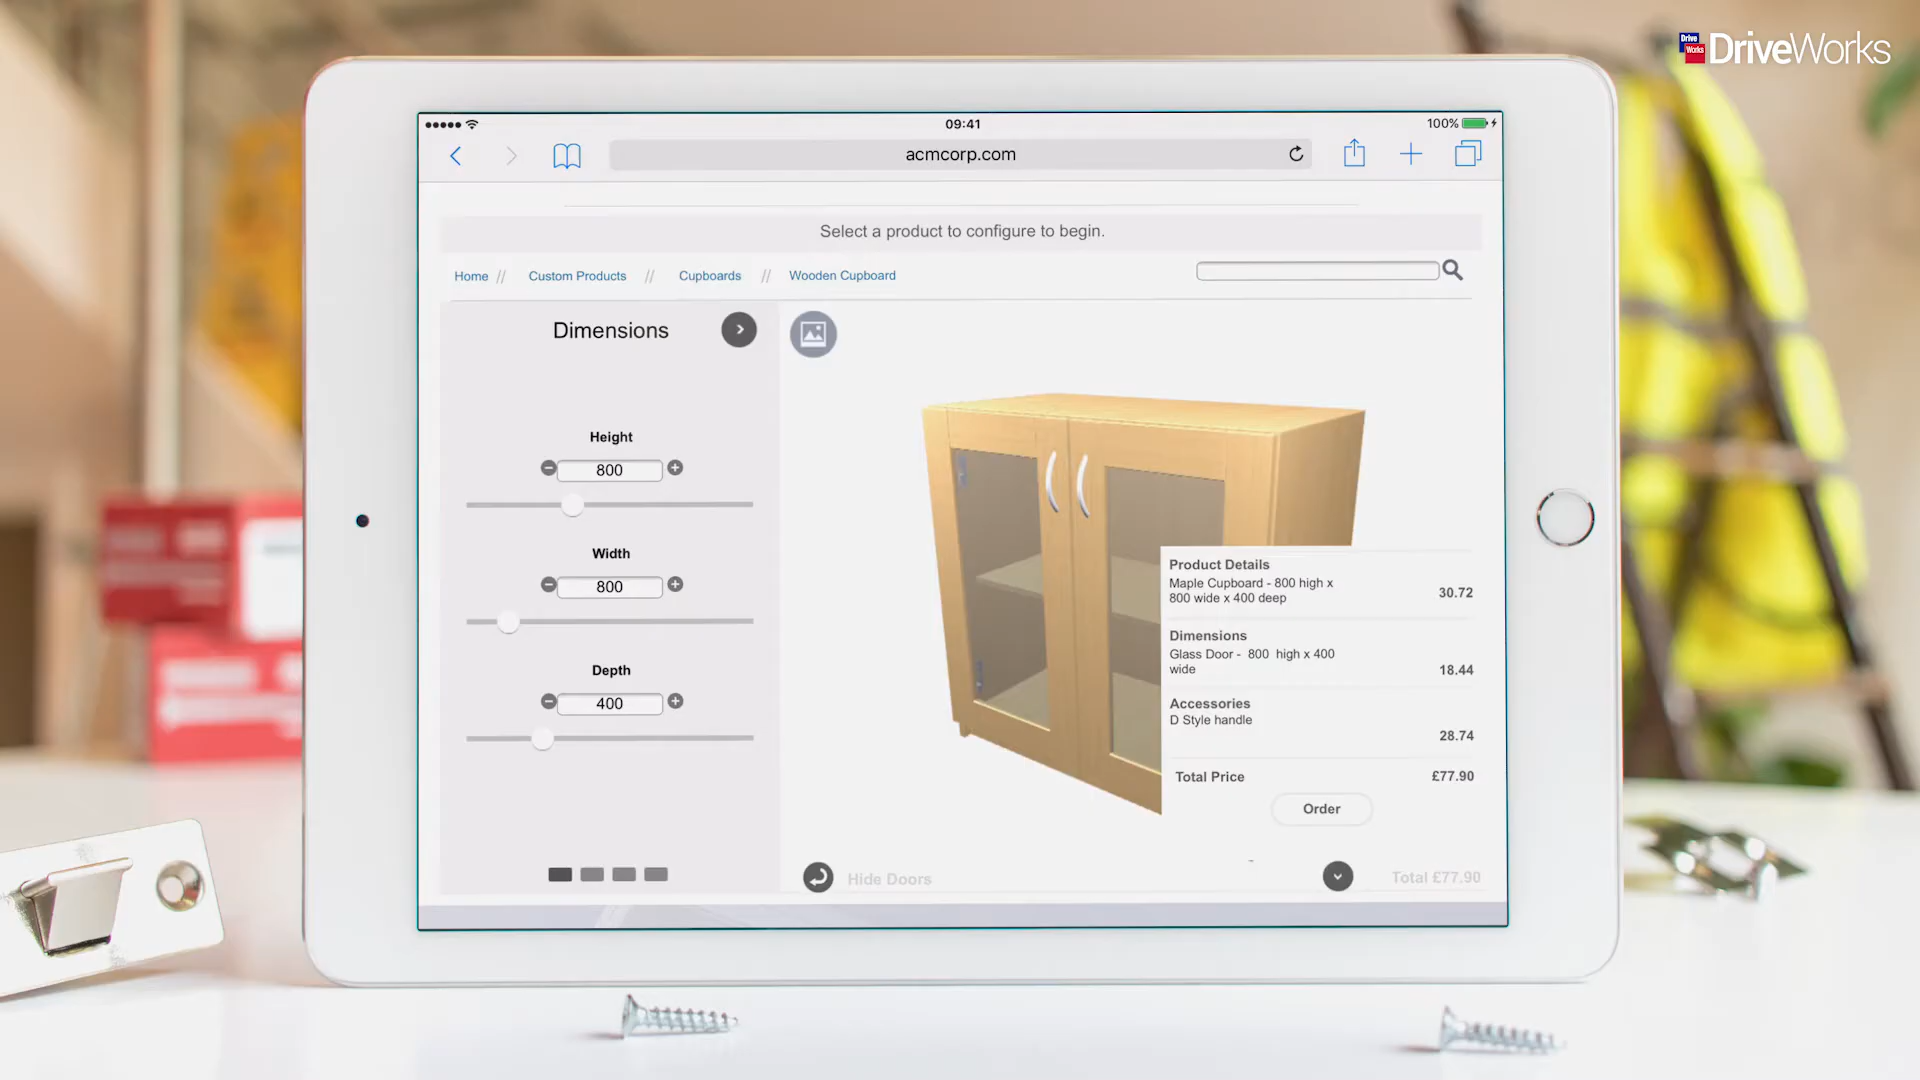 Drive
Works
DriveWorks
09:41
100%
acmcorp.com
Select a product to configure to begin.
Home // Custom Products // Cupboards // Wooden Cupboard
Dimensions
Height
800
Width
800
Depth
400
Product Details
Maple Cupboard - 800 high x
800 wide x 400 deep
30.72
Dimensions
Glass Door - 800 high x 400
wide
18.44
Accessories
D Style handle
28.74
Total Price £77.90
Order
Hide Doors
Total £77.90